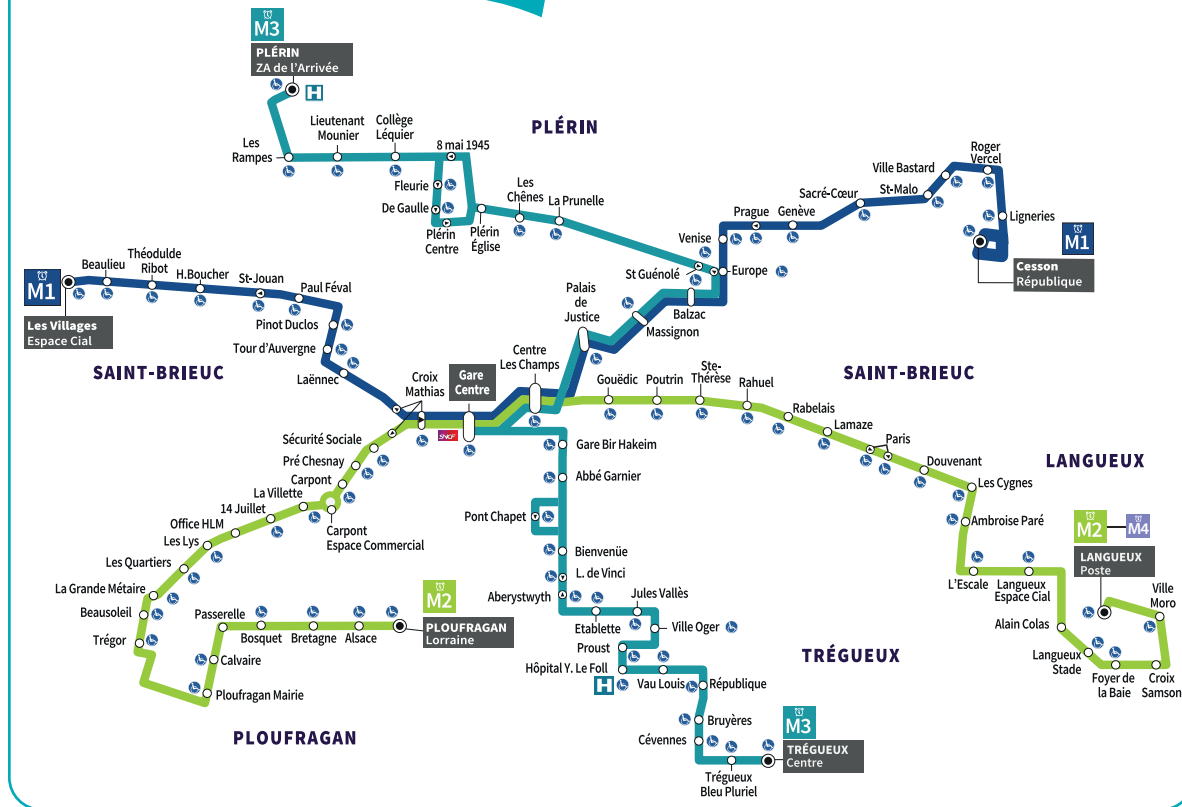 M3
PLÉRIN
ZA de l'Arrivée
H
Les
Rampes
Lieutenant
Mounier
Collège
Léquier
8 mai 1945
PLÉRIN
Fleurie
De Gaulle
Plérin
Centre
Plérin
Église
Les
Chênes
La Prunelle
Roger
Vercel
Ville Bastard
St-Malo
Sacré-Cœur
Ligneries
Prague
Genève
Venise
M1
Cesson
République
St Guénolé
Europe
Palais
de
Justice
Balzac
Massignon
M1
Les Villages
Espace Cial
Beaulieu
Théodulde
Ribot
H.Boucher
St-Jouan
Paul Féval
Pinot Duclos
Tour d'Auvergne
Laënnec
SAINT-BRIEUC
Croix
Mathias
Gare
Centre
SNCF
Centre
Les Champs
SAINT-BRIEUC
Gouëdic
Poutrin
Ste-
Thérèse
Rahuel
Rabelais
Lamaze
Paris
Douvenant
Les Cygnes
LANGUEUX
Ambroise Paré
M2
M4
LANGUEUX
Poste
L'Escale
Langueux
Espace Cial
Alain Colas
Langueux
Stade
Foyer de
la Baie
Croix
Samson
Ville
Moro
Sécurité Sociale
Pré Chesnay
Carpont
La Villette
Carpont
Espace Commercial
14 Juillet
Office HLM
Les Lys
Les Quartiers
La Grande Métaire
Beausoleil
Trégor
Passerelle
Bosquet
Bretagne
Alsace
M2
PLOUFRAGAN
Lorraine
Calvaire
Ploufragan Mairie
PLOUFRAGAN
Gare Bir Hakeim
Abbé Garnier
Pont Chapet
Bienvenüe
L. de Vinci
Aberystwyth
Etablette
Jules Vallès
Ville Oger
Proust
Hôpital Y. Le Foll
H
Vau Louis
République
TRÉGUEUX
Bruyères
Cévennes
Trégueux
Bleu Pluriel
M3
TRÉGUEUX
Centre